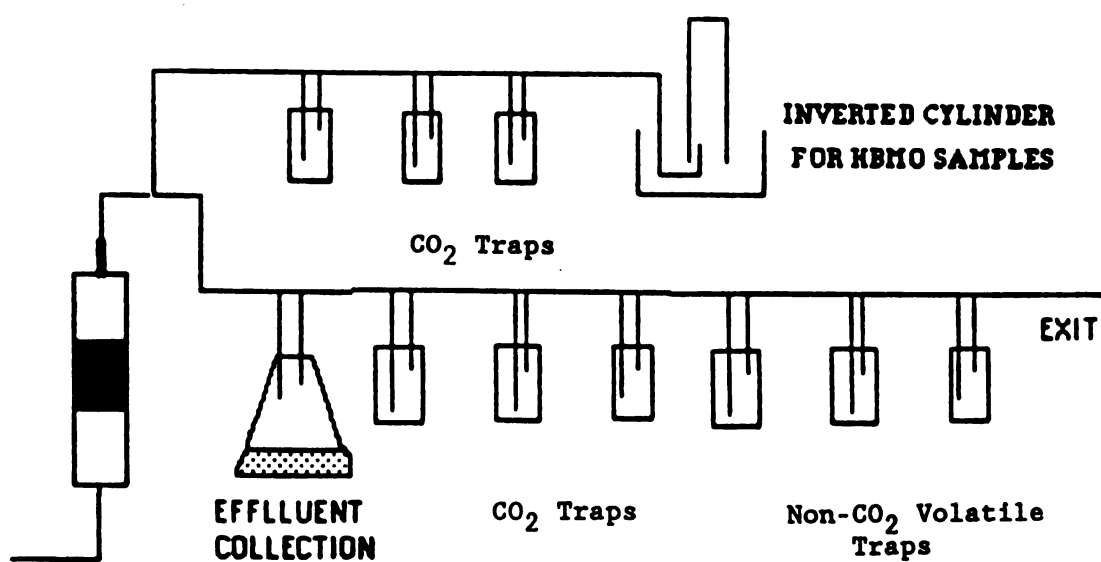 INVERTED CYLINDER
FOR HBMO SAMPLES
CO2 Traps
EXIT
EFFLLUENT
COLLECTION
CO2 Traps
Non-CO2 Volatile
Traps